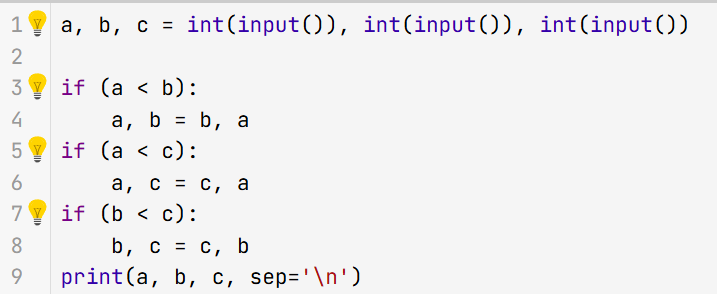 1 a, b, c = int(input()), int(input()), int(input())
2
3 if (a < b):
4     a, b = b, a
5 if (a < c):
6     a, c = c, a
7 if (b < c):
8     b, c = c, b
9 print(a, b, c, sep='\n')